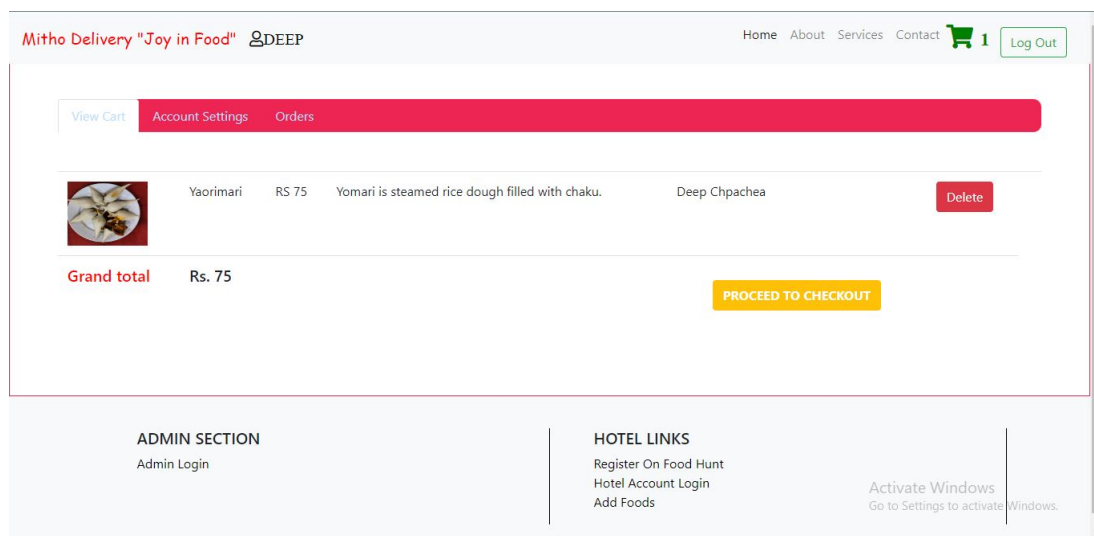 Mitho Delivery "Joy in Food" DEEP Home About Services Contact 1 Log Out
View Cart Account Settings Orders
Yaorimari RS 75 Yomari is steamed rice dough filled with chaku. Deep Chpachea Delete
Grand total Rs. 75
PROCEED TO CHECKOUT
ADMIN SECTION
Admin Login
HOTEL LINKS
Register On Food Hunt
Hotel Account Login
Add Foods
Activate Windows
Go to Settings to activate Windows.